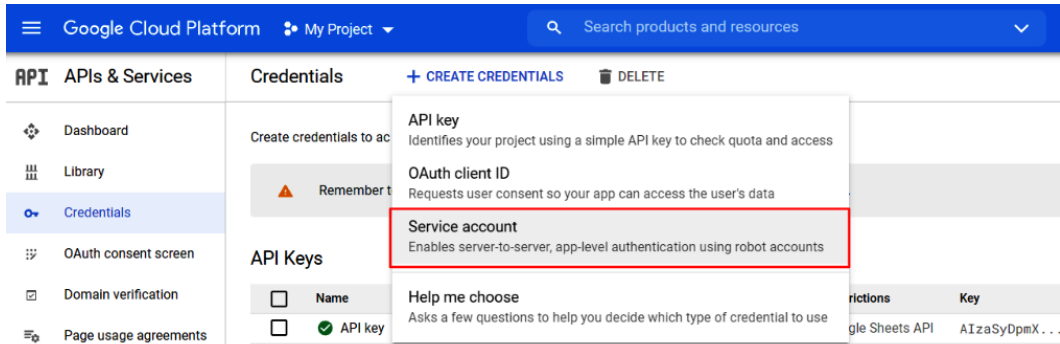 Google Cloud Platform My Project Search products and resources
API APIs & Services Credentials + CREATE CREDENTIALS DELETE
Dashboard
Library
Credentials
OAuth consent screen
Domain verification
Page usage agreements
Create credentials to ac
Remember t
API Keys
API key
Identifies your project using a simple API key to check quota and access
OAuth client ID
Requests user consent so your app can access the user's data
Service account
Enables server-to-server, app-level authentication using robot accounts
Help me choose
Asks a few questions to help you decide which type of credential to use
Name rictions Key
API key gle Sheets API AIzaSyDpmX...